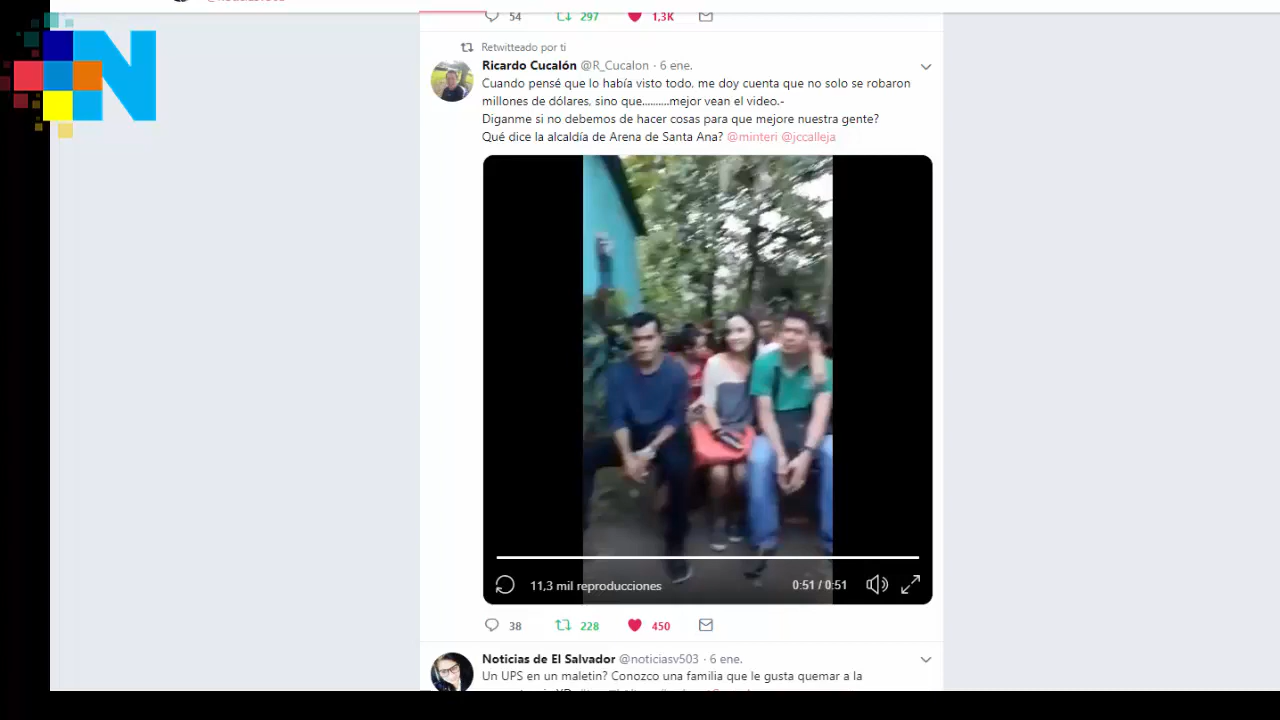 54 297 1,3K
Retwitteado por ti
Ricardo Cucalón @R_Cucalon · 6 ene.
Cuando pensé que lo había visto todo, me doy cuenta que no solo se robaron
millones de dólares, sino que..........mejor vean el video.-
Diganme si no debemos de hacer cosas para que mejore nuestra gente?
Qué dice la alcaldía de Arena de Santa Ana? @minteri @jccalleja
11,3 mil reproducciones 0:51 / 0:51
38 228 450
Noticias de El Salvador @noticiasv503 · 6 ene.
Un UPS en un maletin? Conozco una familia que le gusta quemar a la
N